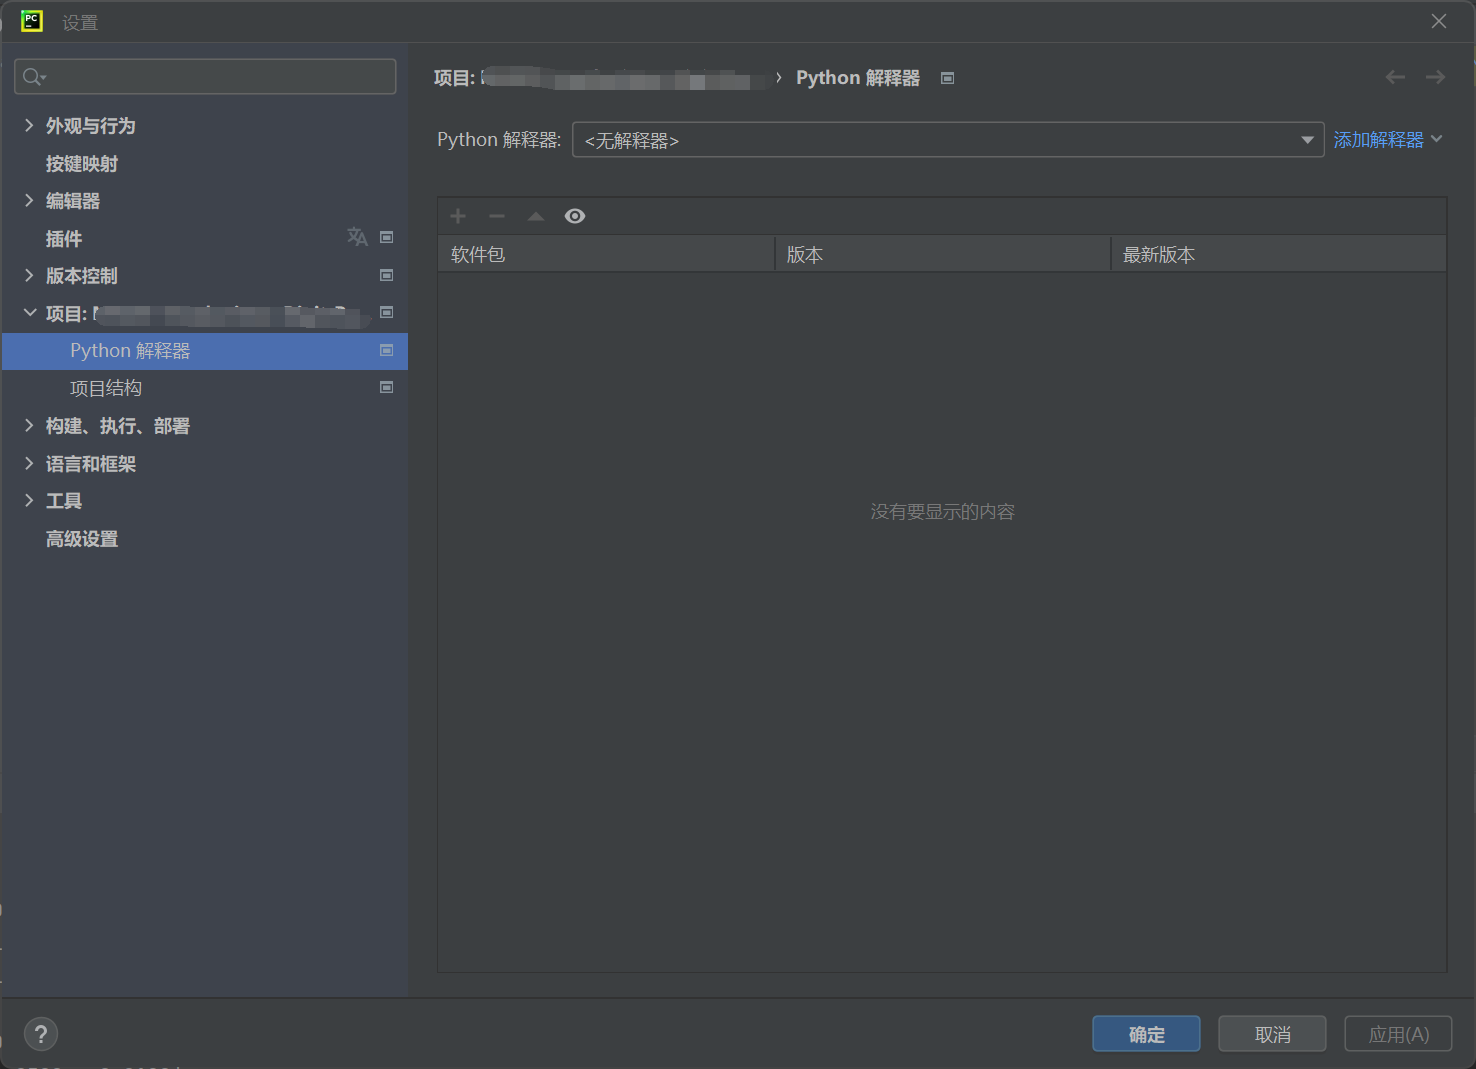 设置
外观与行为
按键映射
编辑器
插件
版本控制
项目:
Python 解释器
项目结构
构建、执行、部署
语言和框架
工具
高级设置
项目: › Python 解释器
Python 解释器: <无解释器> 添加解释器
软件包 版本 最新版本
没有要显示的内容
? 确定 取消 应用(A)